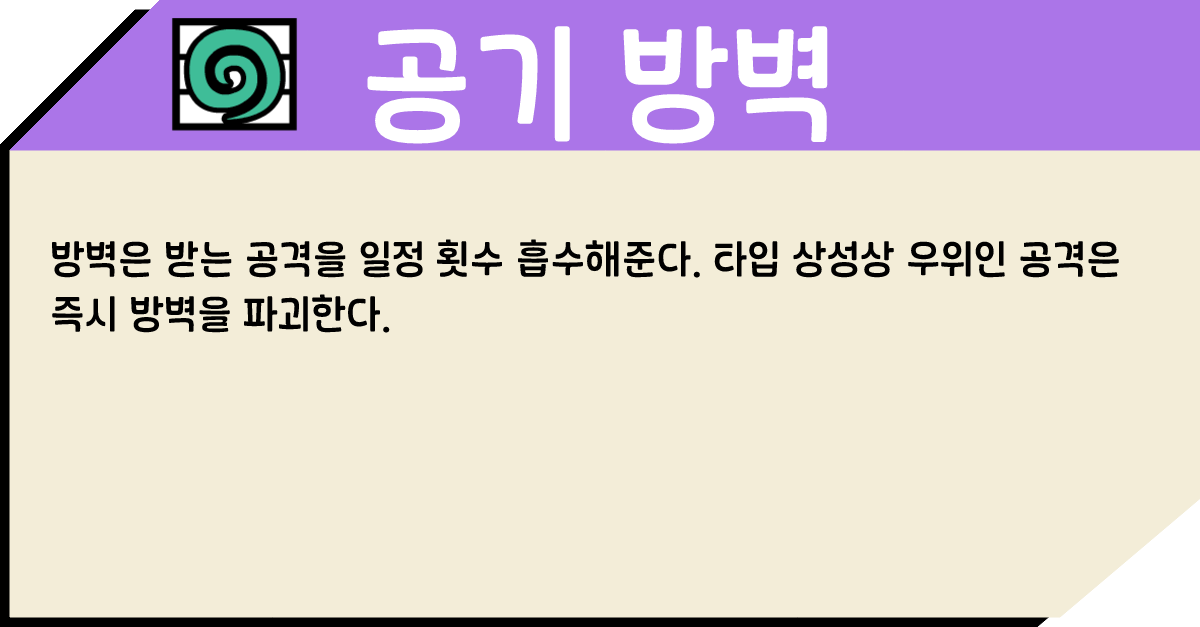 공기 방벽
방벽은 받는 공격을 일정 횟수 흡수해준다. 타입 상성상 우위인 공격은
즉시 방벽을 파괴한다.